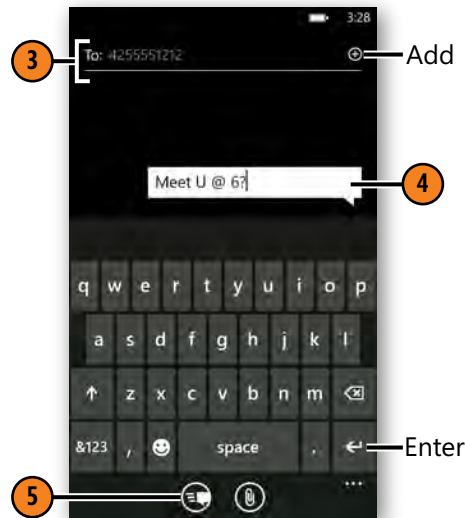 3:28
3 To: 4255551212 Add
Meet U @ 6? 4
q w e r t y u i o p
a s d f g h j k l
z x c v b n m
&123 , space . Enter
5 ...